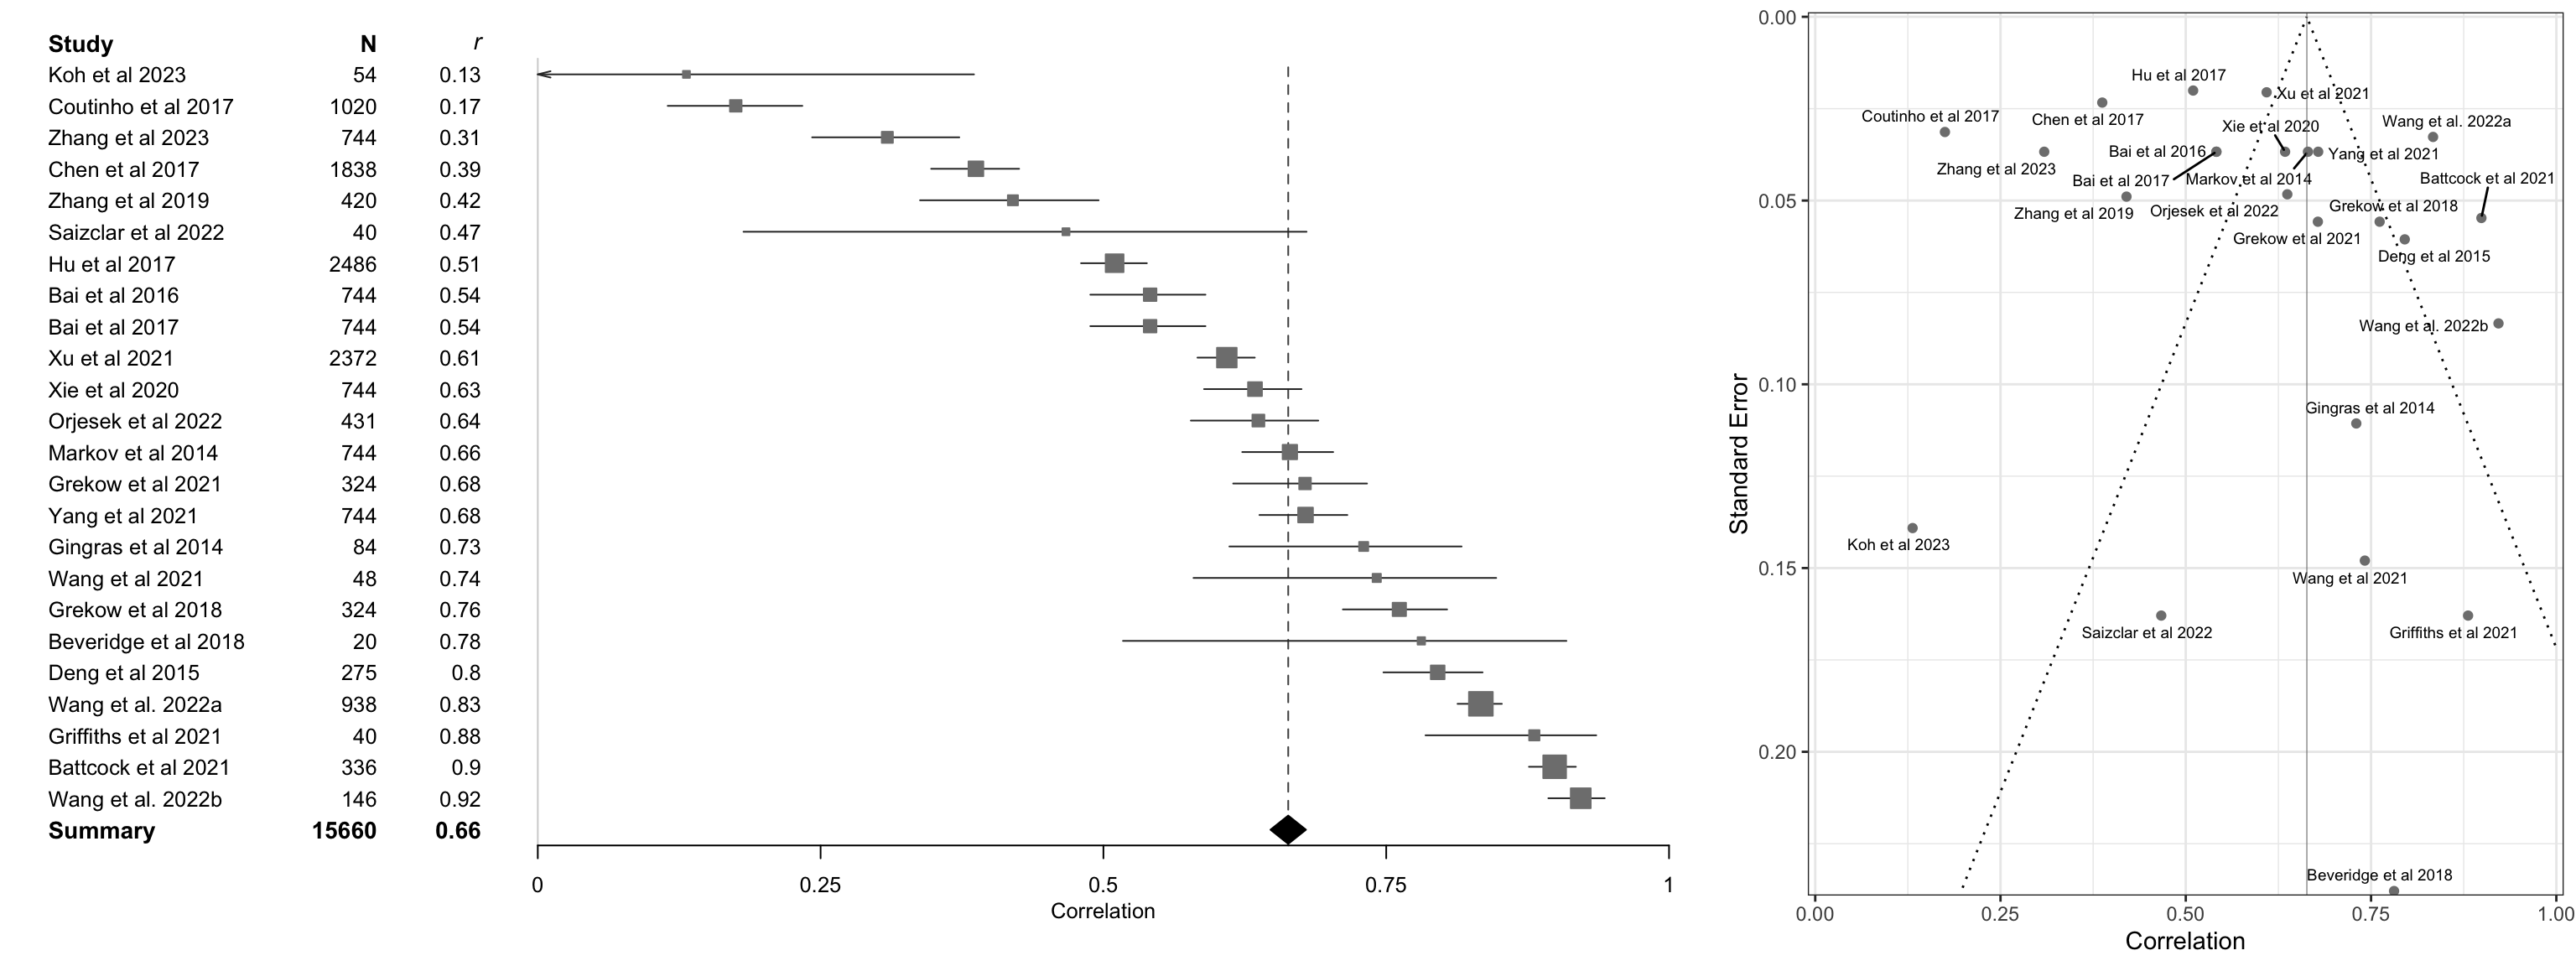 Study N r
Koh et al 2023 54 0.13
Coutinho et al 2017 1020 0.17
Zhang et al 2023 744 0.31
Chen et al 2017 1838 0.39
Zhang et al 2019 420 0.42
Saizclar et al 2022 40 0.47
Hu et al 2017 2486 0.51
Bai et al 2016 744 0.54
Bai et al 2017 744 0.54
Xu et al 2021 2372 0.61
Xie et al 2020 744 0.63
Orjesek et al 2022 431 0.64
Markov et al 2014 744 0.66
Grekow et al 2021 324 0.68
Yang et al 2021 744 0.68
Gingras et al 2014 84 0.73
Wang et al 2021 48 0.74
Grekow et al 2018 324 0.76
Beveridge et al 2018 20 0.78
Deng et al 2015 275 0.8
Wang et al. 2022a 938 0.83
Griffiths et al 2021 40 0.88
Battcock et al 2021 336 0.9
Wang et al. 2022b 146 0.92
Summary 15660 0.66
0 0.25 0.5 0.75 1
Correlation
Standard Error
0.00
0.05
0.10
0.15
0.20
Hu et al 2017
Xu et al 2021
Coutinho et al 2017
Chen et al 2017
Xie et al 2020
Wang et al. 2022a
Zhang et al 2023
Bai et al 2016
Yang et al 2021
Bai et al 2017
Markov et al 2014
Battcock et al 2021
Zhang et al 2019
Orjesek et al 2022
Grekow et al 2018
Grekow et al 2021
Deng et al 2015
Wang et al. 2022b
Gingras et al 2014
Koh et al 2023
Wang et al 2021
Saizclar et al 2022
Griffiths et al 2021
Beveridge et al 2018
0.00 0.25 0.50 0.75 1.00
Correlation